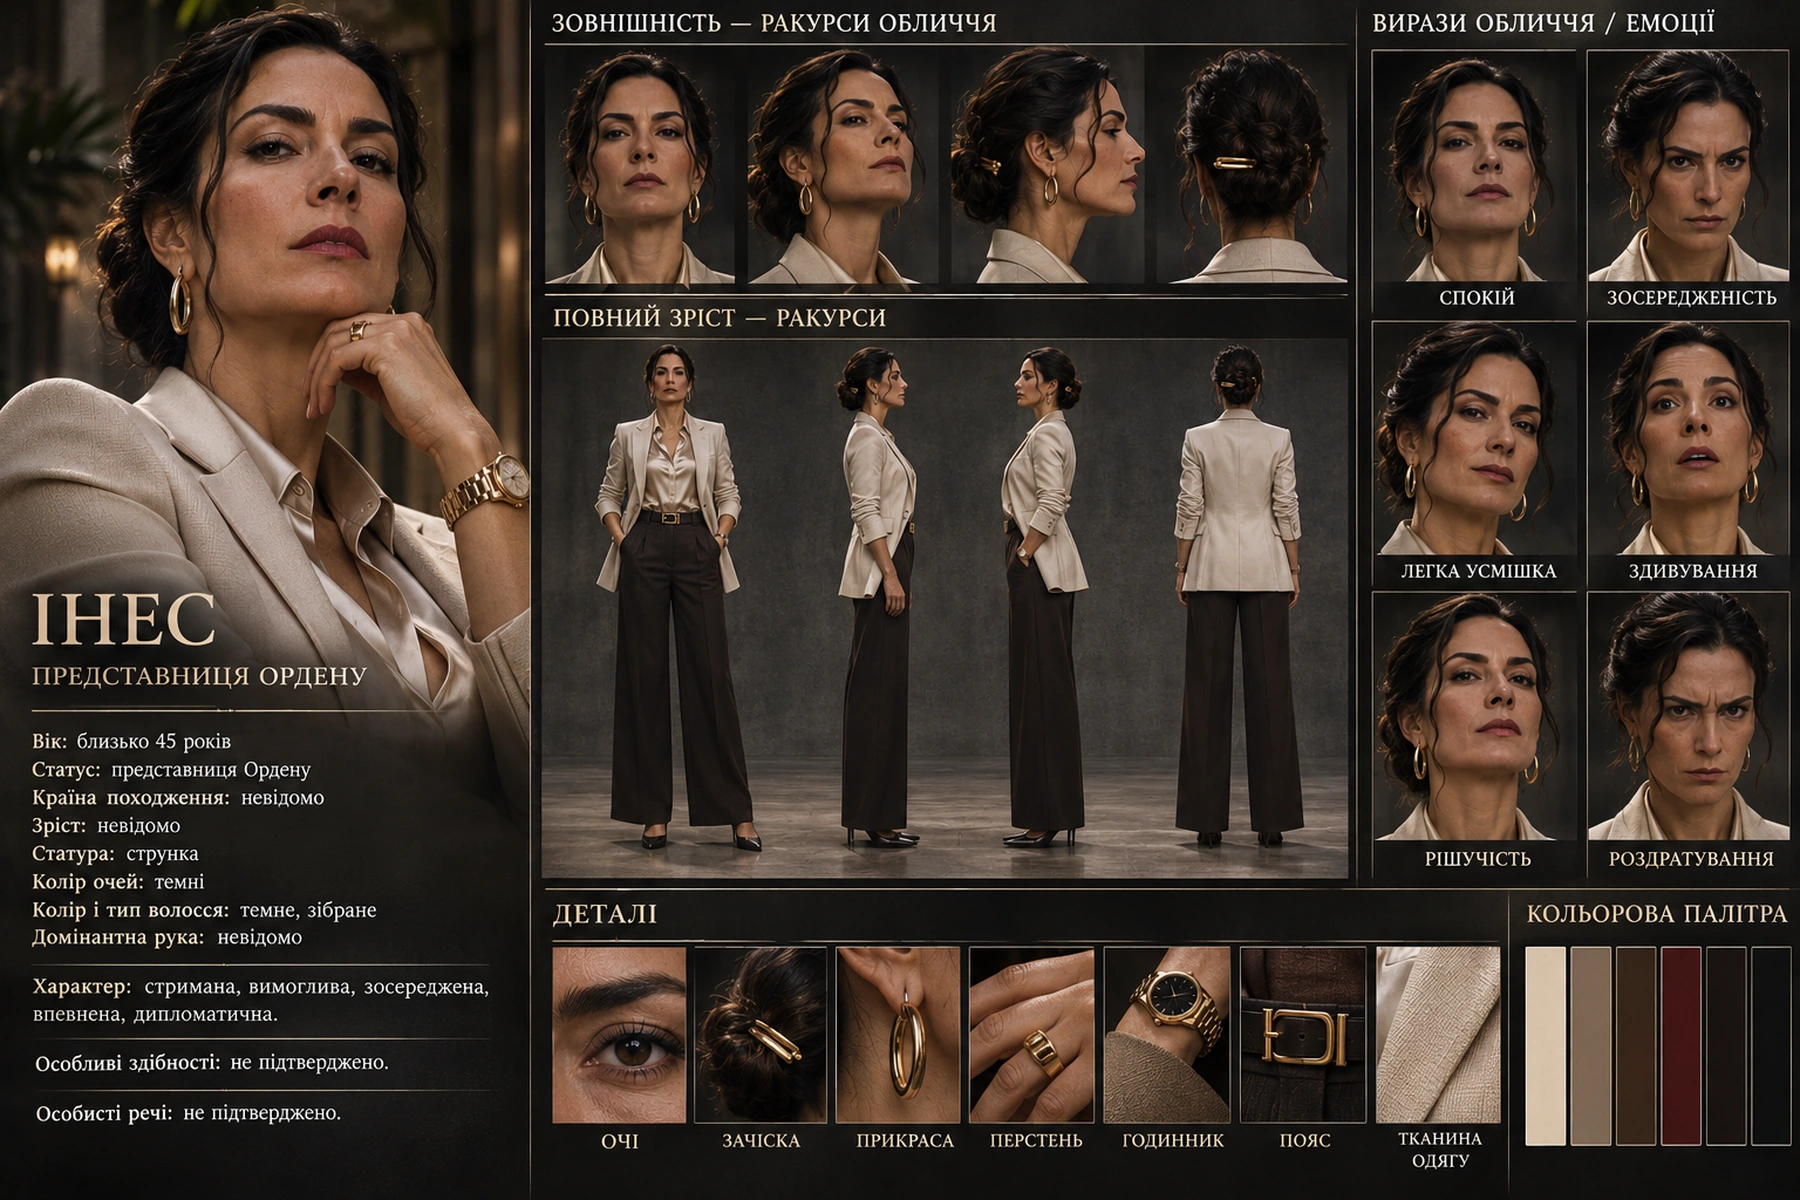 ІНЕС
ПРЕДСТАВНИЦЯ ОРДЕНУ
Вік: близько 45 років
Статус: представниця Ордену
Країна походження: невідомо
Зріст: невідомо
Статура: струнка
Колір очей: темні
Колір і тип волосся: темне, зібране
Домінантна рука: невідомо
Характер: стримана, вимоглива, зосереджена,
впевнена, дипломатична.
Особливі здібності: не підтверджено.
Особисті речі: не підтверджено.
ЗОВНІШНІСТЬ — РАКУРСИ ОБЛИЧЧЯ
ПОВНИЙ ЗРІСТ — РАКУРСИ
ВИРАЗИ ОБЛИЧЧЯ / ЕМОЦІЇ
СПОКІЙ
ЗОСЕРЕДЖЕНІСТЬ
ЛЕГКА УСМІШКА
ЗДИВУВАННЯ
РІШУЧІСТЬ
РОЗДРАТУВАННЯ
ДЕТАЛІ
ОЧІ
ЗАЧІСКА
ПРИКРАСА
ПЕРСТЕНЬ
ГОДИННИК
ПОЯС
ТКАНИНА
ОДЯГУ
КОЛЬОРОВА ПАЛІТРА